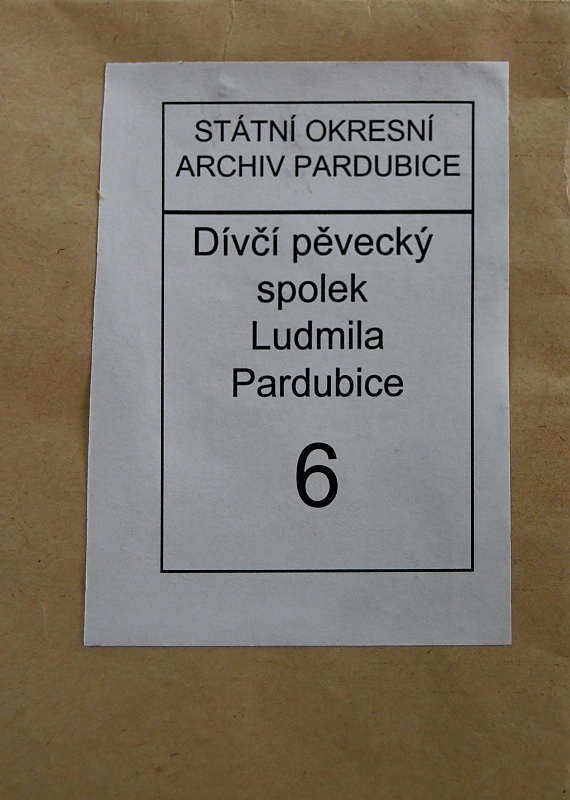 STÁTNÍ OKRESNÍ
ARCHIV PARDUBICE
Dívčí pěvecký
spolek
Ludmila
Pardubice
6